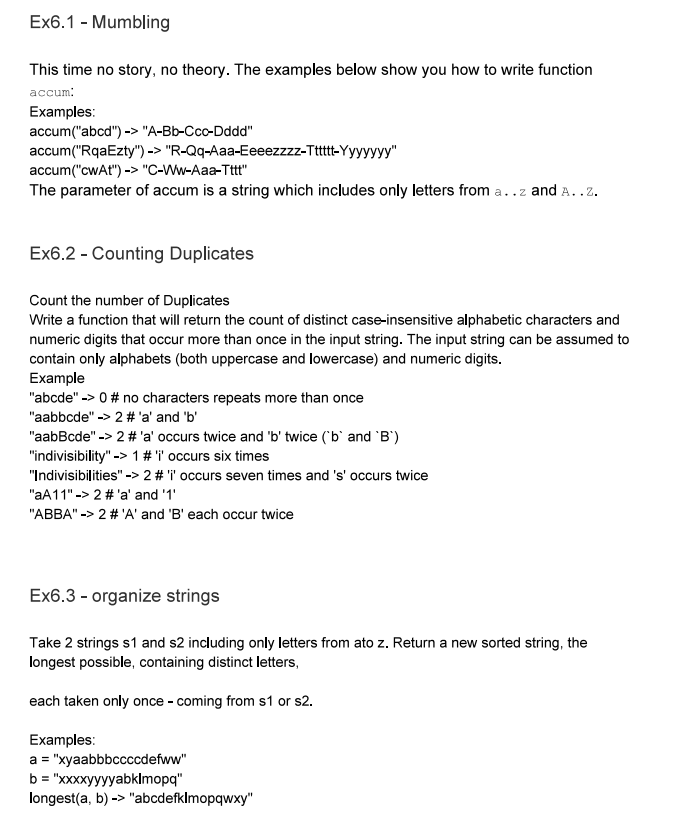 Ex6.1 - Mumbling
This time no story, no theory. The examples below show you how to write function
accum:
Examples:
accum("abcd") -> "A-Bb-Ccc-Dddd"
accum("RqaEzty") -> "R-Qq-Aaa-Eeeezzzz-Tttttt-Yyyyyyy"
accum("cwAt") -> "C-Ww-Aaa-Tttt"
The parameter of accum is a string which includes only letters from a..z and A..Z.
Ex6.2 - Counting Duplicates
Count the number of Duplicates
Write a function that will return the count of distinct case-insensitive alphabetic characters and
numeric digits that occur more than once in the input string. The input string can be assumed to
contain only alphabets (both uppercase and lowercase) and numeric digits.
Example
"abcde" -> 0 # no characters repeats more than once
"aabbcde" -> 2 # 'a' and 'b'
"aabBcde" -> 2 # 'a' occurs twice and 'b' twice (`b` and `B`)
"indivisibility" -> 1 # 'i' occurs six times
"Indivisibilities" -> 2 # 'i' occurs seven times and 's' occurs twice
"aA11" -> 2 # 'a' and '1'
"ABBA" -> 2 # 'A' and 'B' each occur twice
Ex6.3 - organize strings
Take 2 strings s1 and s2 including only letters from ato z. Return a new sorted string, the
longest possible, containing distinct letters,
each taken only once - coming from s1 or s2.
Examples:
a = "xyaabbbccccdefww"
b = "xxxxyyyyabklmopq"
longest(a, b) -> "abcdefklmopqwxy"